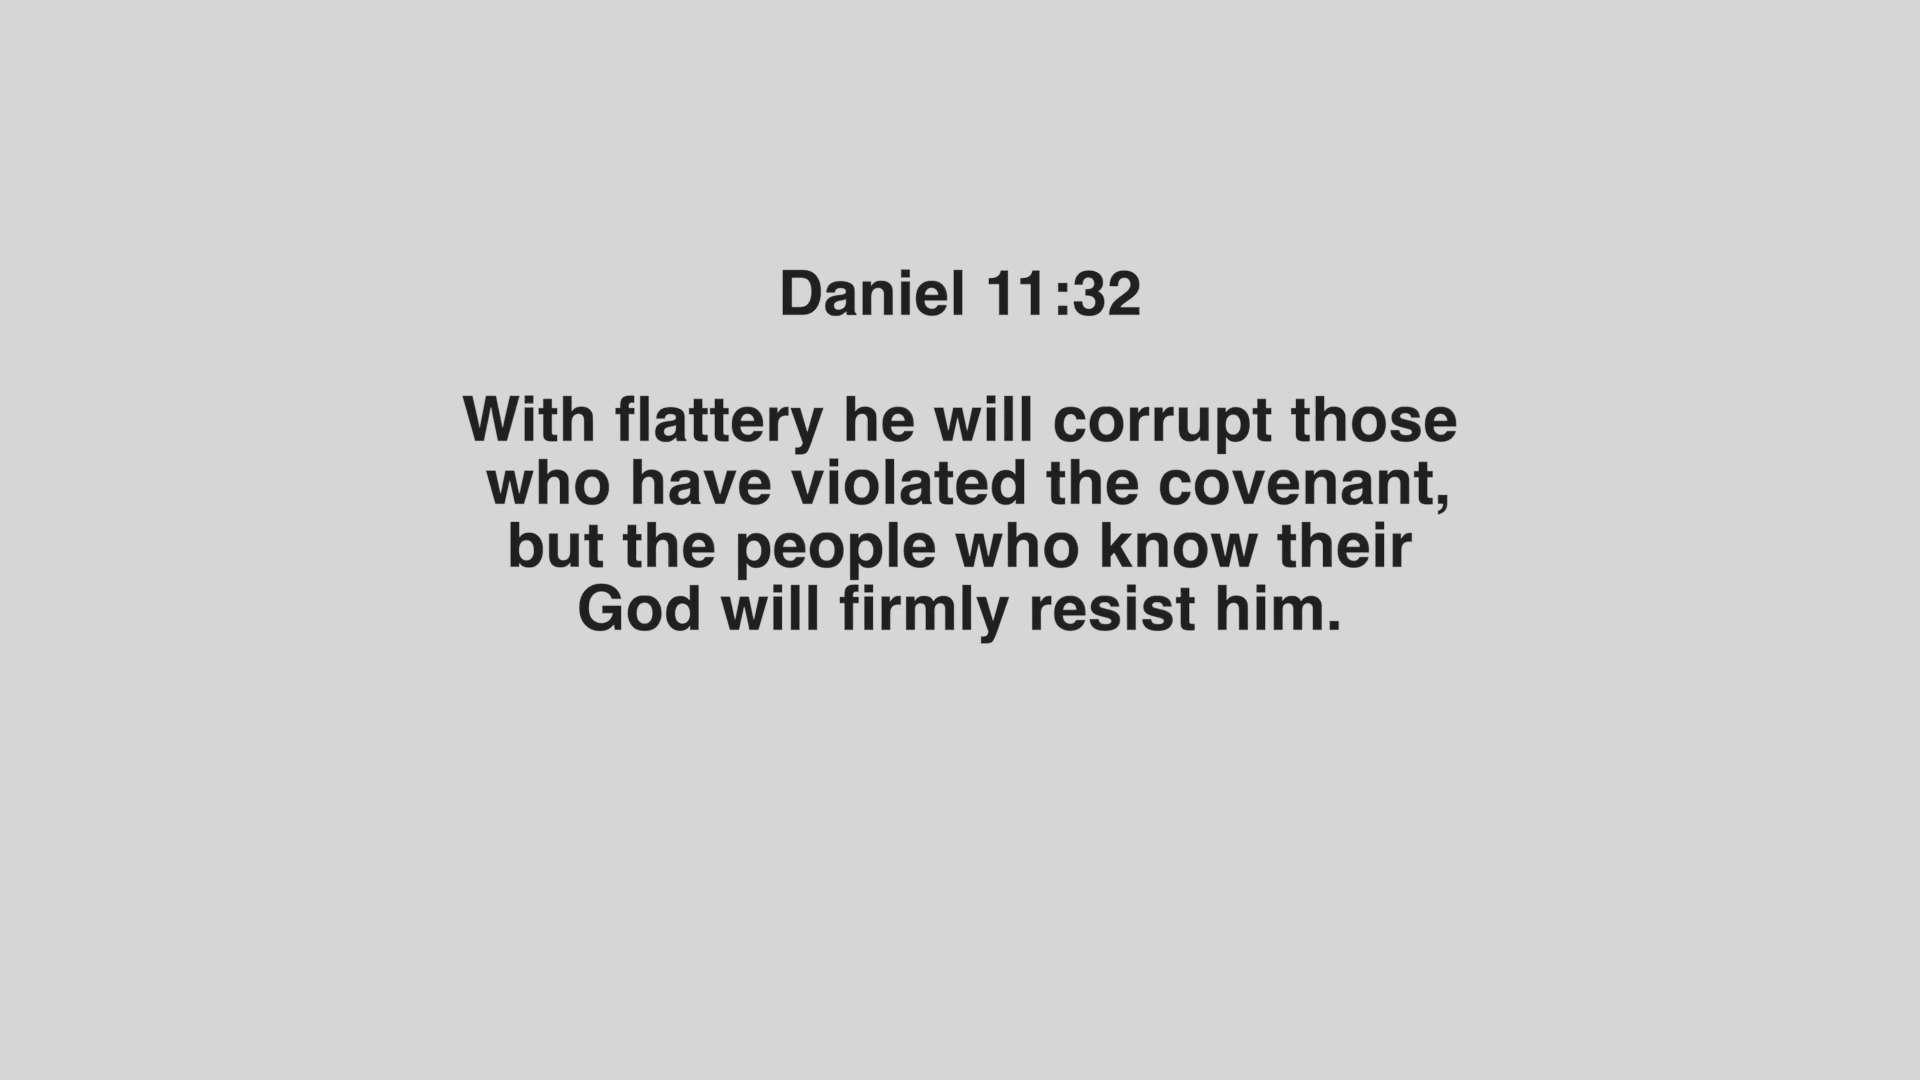 Daniel 11:32
With flattery he will corrupt those
who have violated the covenant,
but the people who know their
God will firmly resist him.